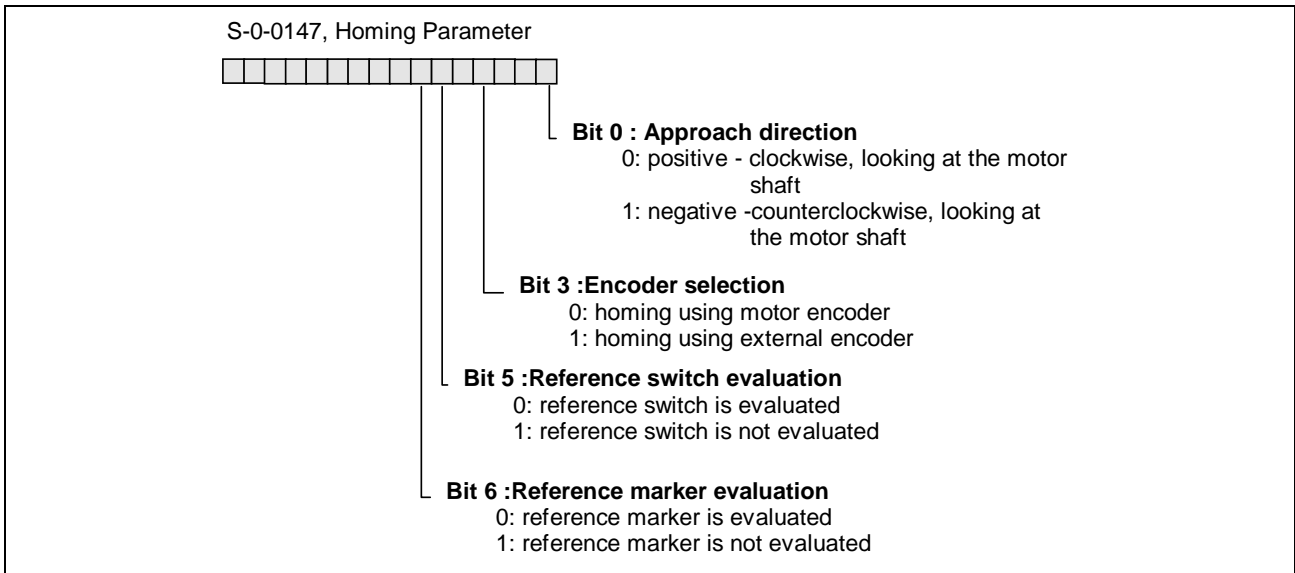 S-0-0147, Homing Parameter
Bit 0 : Approach direction
0: positive - clockwise, looking at the motor
shaft
1: negative -counterclockwise, looking at
the motor shaft
Bit 3 :Encoder selection
0: homing using motor encoder
1: homing using external encoder
Bit 5 :Reference switch evaluation
0: reference switch is evaluated
1: reference switch is not evaluated
Bit 6 :Reference marker evaluation
0: reference marker is evaluated
1: reference marker is not evaluated